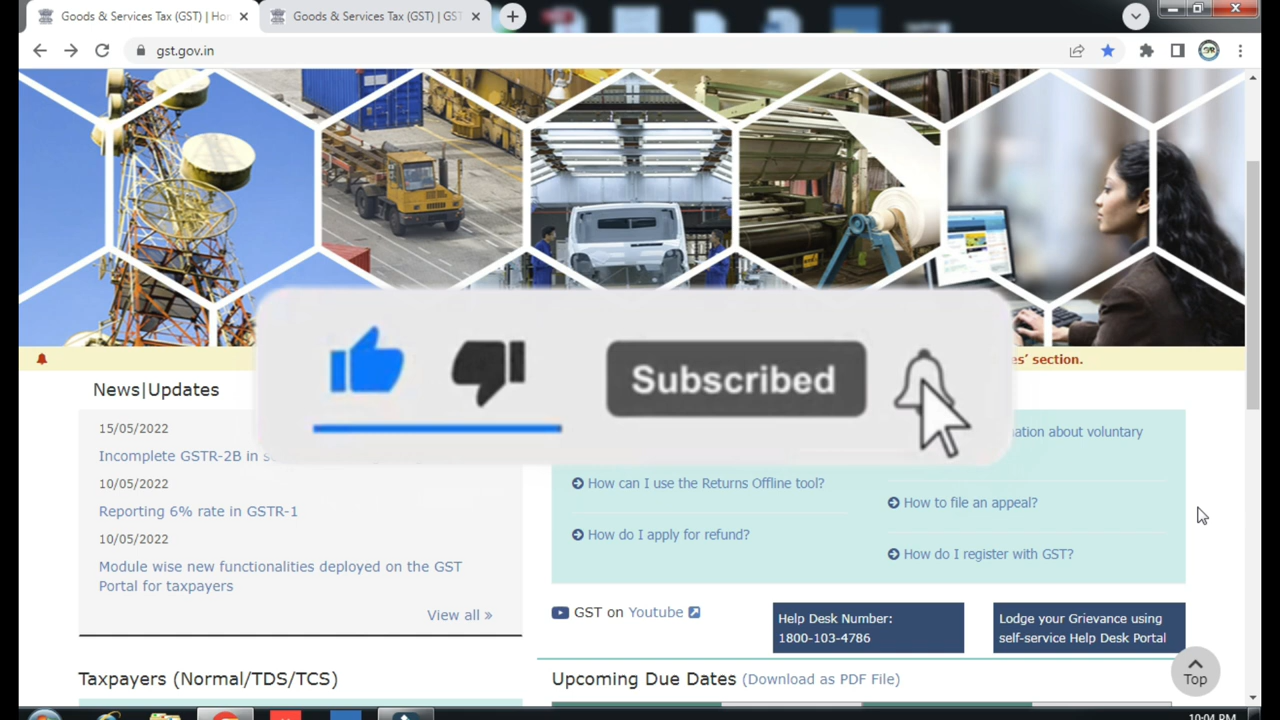 Goods & Services Tax (GST) | Hor
Goods & Services Tax (GST) | GST
gst.gov.in
es' section.
News|Updates
15/05/2022
Incomplete GSTR-2B in s
10/05/2022
Reporting 6% rate in GSTR-1
10/05/2022
Module wise new functionalities deployed on the GST
Portal for taxpayers
View all »
Subscribed
ation about voluntary
How can I use the Returns Offline tool?
How to file an appeal?
How do I apply for refund?
How do I register with GST?
GST on Youtube
Help Desk Number:
1800-103-4786
Lodge your Grievance using
self-service Help Desk Portal
Top
Taxpayers (Normal/TDS/TCS)
Upcoming Due Dates (Download as PDF File)
10:04 PM